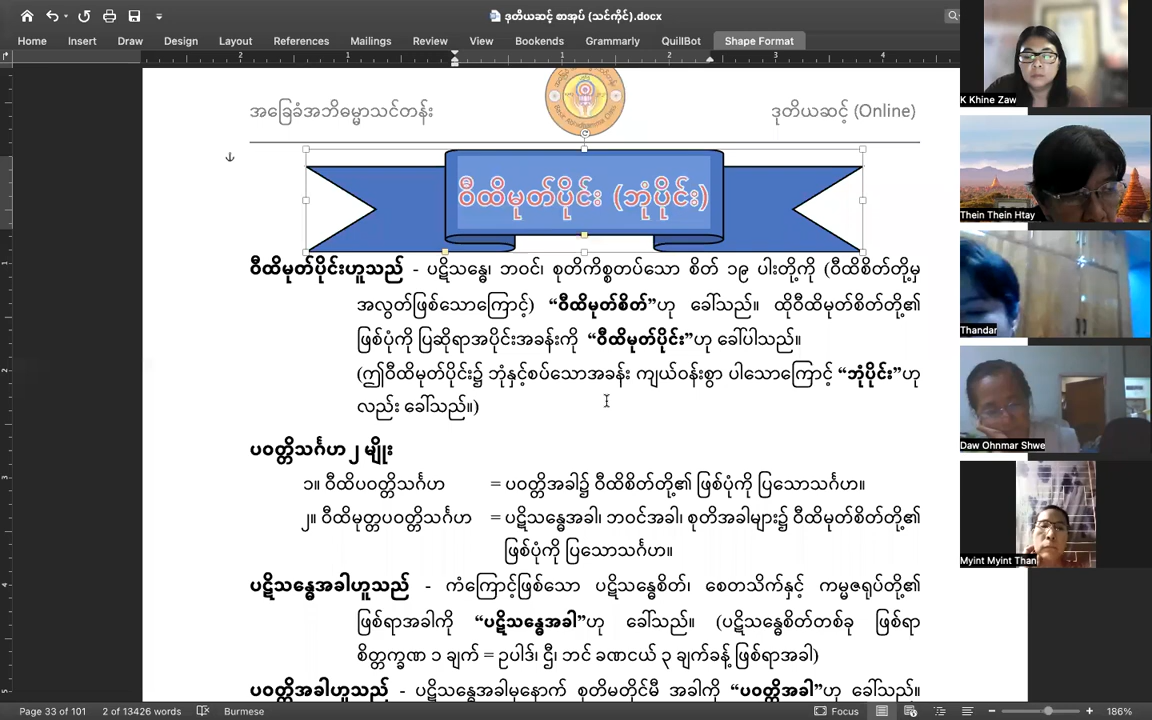 ဒုတိယဆင့် စာအုပ် (သင်ကိုင်).docx
Home Insert Draw Design Layout References Mailings Review View Bookends Grammarly QuillBot Shape Format
အခြေခံအဘိဓမ္မာသင်တန်း
ဒုတိယဆင့် (Online)
ဝီထိမုတ်ပိုင်း (ဘုံပိုင်း)
ဝီထိမုတ်ပိုင်းဟူသည် - ပဋိသန္ဓေ၊ ဘဝင်၊ စုတိကိစ္စတပ်သော စိတ် ၁၉ ပါးတို့ကို (ဝီထိစိတ်တို့မှ
အလွတ်ဖြစ်သောကြောင့်) “ဝီထိမုတ်စိတ်”ဟု ခေါ်သည်။ ထိုဝီထိမုတ်စိတ်တို့၏
ဖြစ်ပုံကို ပြဆိုရာအပိုင်းအခန်းကို “ဝီထိမုတ်ပိုင်း”ဟု ခေါ်ပါသည်။
(ဤဝီထိမုတ်ပိုင်း၌ ဘုံနှင့်စပ်သောအခန်း ကျယ်ဝန်းစွာ ပါသောကြောင့် “ဘုံပိုင်း”ဟု
လည်း ခေါ်သည်။)
ပဝတ္တိသင်္ဂဟ ၂ မျိုး
၁။ ဝီထိပဝတ္တိသင်္ဂဟ = ပဝတ္တိအခါ၌ ဝီထိစိတ်တို့၏ ဖြစ်ပုံကို ပြသောသင်္ဂဟ။
၂။ ဝီထိမုတ္တပဝတ္တိသင်္ဂဟ = ပဋိသန္ဓေအခါ၊ ဘဝင်အခါ၊ စုတိအခါများ၌ ဝီထိမုတ်စိတ်တို့၏
ဖြစ်ပုံကို ပြသောသင်္ဂဟ။
ပဋိသန္ဓေအခါဟူသည် - ကံကြောင့်ဖြစ်သော ပဋိသန္ဓေစိတ်၊ စေတသိက်နှင့် ကမ္မဇရုပ်တို့၏
ဖြစ်ရာအခါကို “ပဋိသန္ဓေအခါ”ဟု ခေါ်သည်။ (ပဋိသန္ဓေစိတ်တစ်ခု ဖြစ်ရာ
စိတ္တက္ခဏ ၁ ချက် = ဥပါဒ်၊ ဌီ၊ ဘင် ခဏငယ် ၃ ချက်ခန့် ဖြစ်ရာအခါ)
ပဝတ္တိအခါဟူသည် - ပဋိသန္ဓေအခါမှနောက် စုတိမတိုင်မီ အခါကို “ပဝတ္တိအခါ”ဟု ခေါ်သည်။
Page 33 of 101 2 of 13426 words Burmese Focus 186%
K Khine Zaw
Thein Thein Htay
Thandar
Daw Ohnmar Shwe
Myint Myint Than